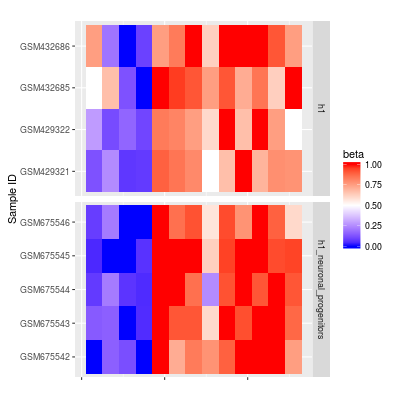 GSM432686
GSM432685
GSM429322
GSM429321
h1
GSM675546
GSM675545
GSM675544
GSM675543
GSM675542
h1_neuronal_progenitors
Sample ID
beta
1.00
0.75
0.50
0.25
0.00